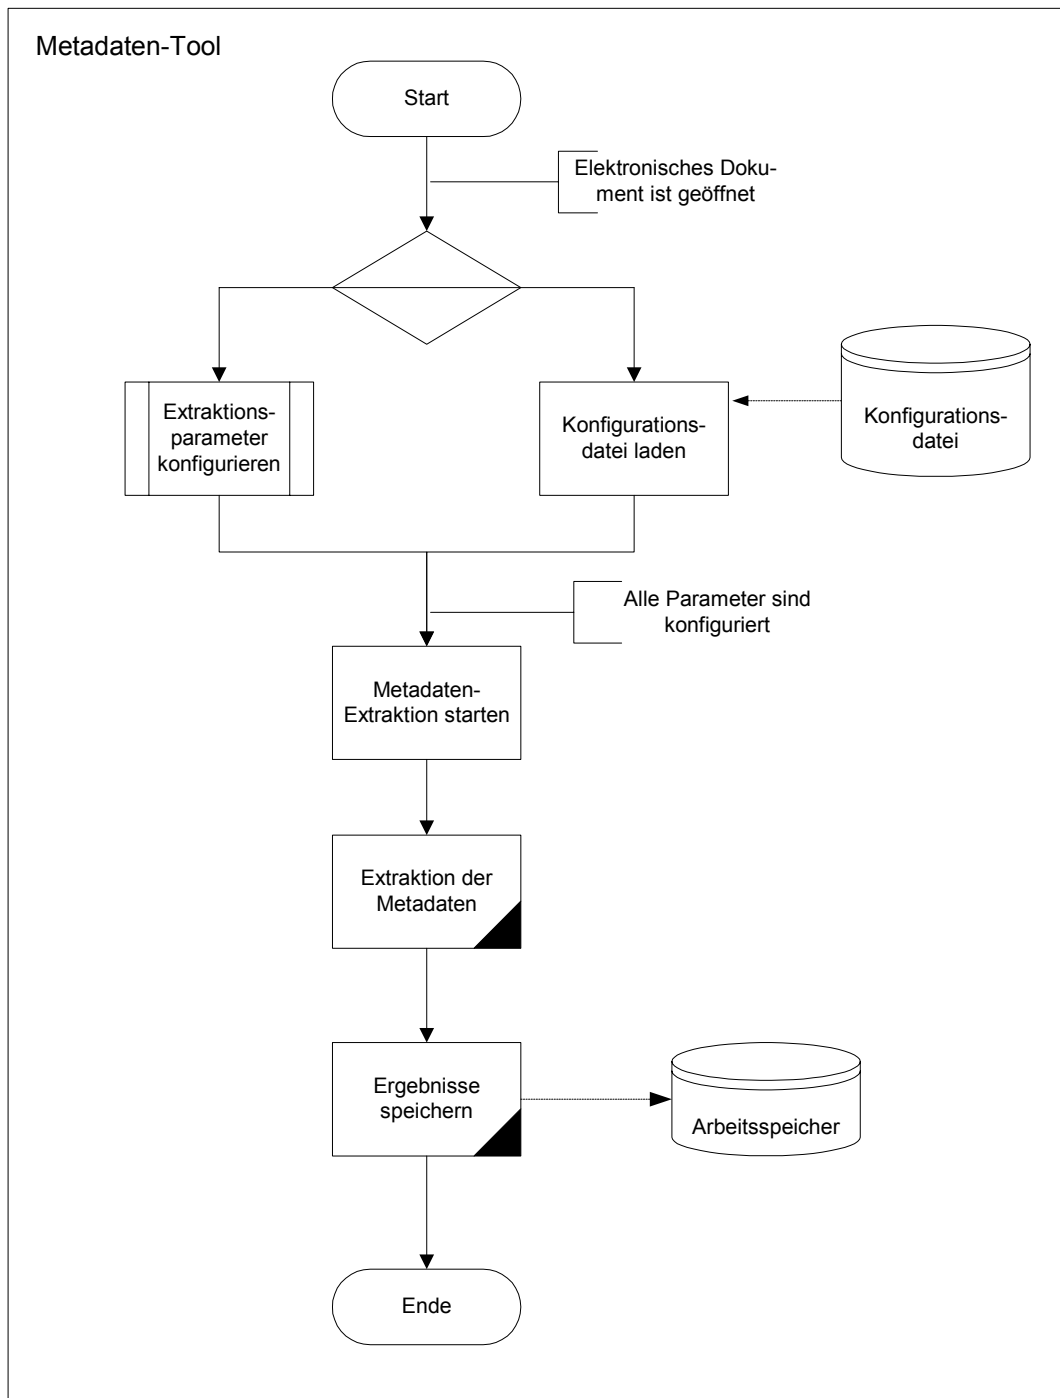 Metadaten-Tool
Start
Elektronisches Doku-
ment ist geöffnet
Extraktions-
parameter
konfigurieren
Konfigurations-
datei laden
Konfigurations-
datei
Alle Parameter sind
konfiguriert
Metadaten-
Extraktion starten
Extraktion der
Metadaten
Ergebnisse
speichern
Arbeitsspeicher
Ende